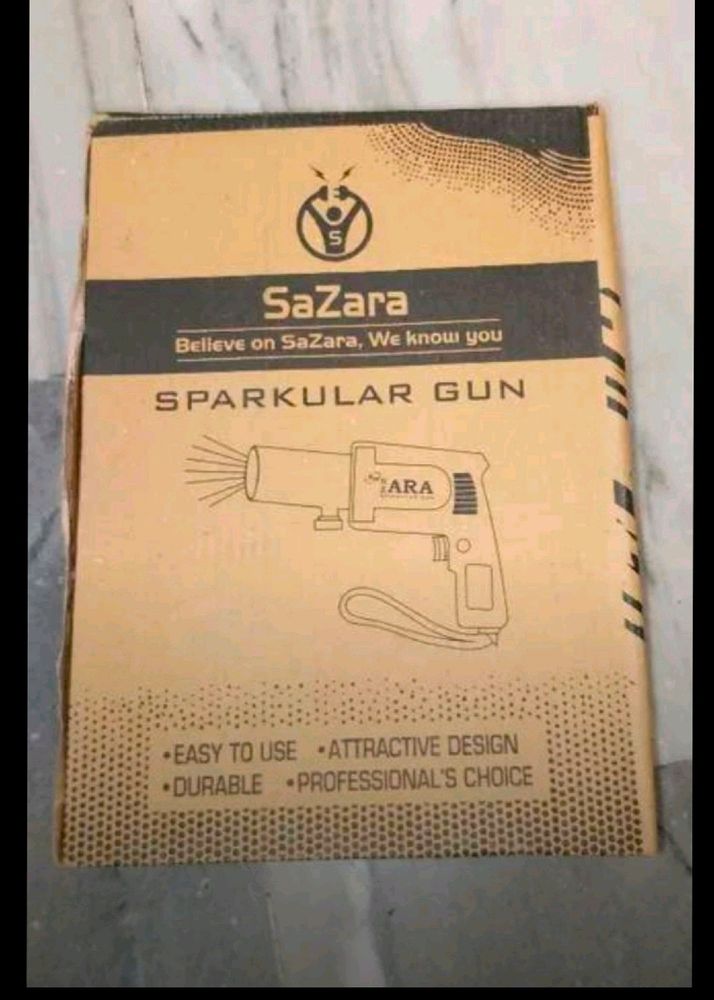 S
SaZara
Believe on SaZara, We know you
SPARKULAR GUN
ARA
•EASY TO USE •ATTRACTIVE DESIGN
•DURABLE •PROFESSIONAL'S CHOICE